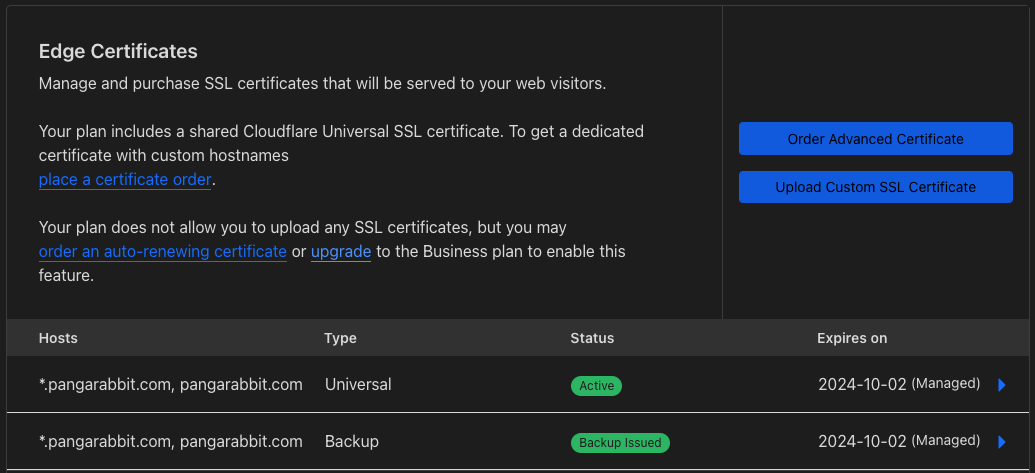 Edge Certificates
Manage and purchase SSL certificates that will be served to your web visitors.
Your plan includes a shared Cloudflare Universal SSL certificate. To get a dedicated
certificate with custom hostnames
place a certificate order.
Your plan does not allow you to upload any SSL certificates, but you may
order an auto-renewing certificate or upgrade to the Business plan to enable this
feature.
Order Advanced Certificate
Upload Custom SSL Certificate
Hosts Type Status Expires on
*.pangarabbit.com, pangarabbit.com Universal Active 2024-10-02 (Managed)
*.pangarabbit.com, pangarabbit.com Backup Backup Issued 2024-10-02 (Managed)